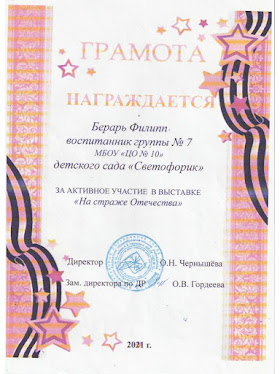 ГРАМОТА
НАГРАЖДАЕТСЯ
Берарь Филипп
воспитанник группы № 7
МБОУ «ЦО № 10»
детского сада «Светофорик»
ЗА АКТИВНОЕ УЧАСТИЕ В ВЫСТАВКЕ
«На страже Отечества»
Директор О.Н. Чернышёва
Зам. директора по ДР О.В. Гордеева
2021 г.